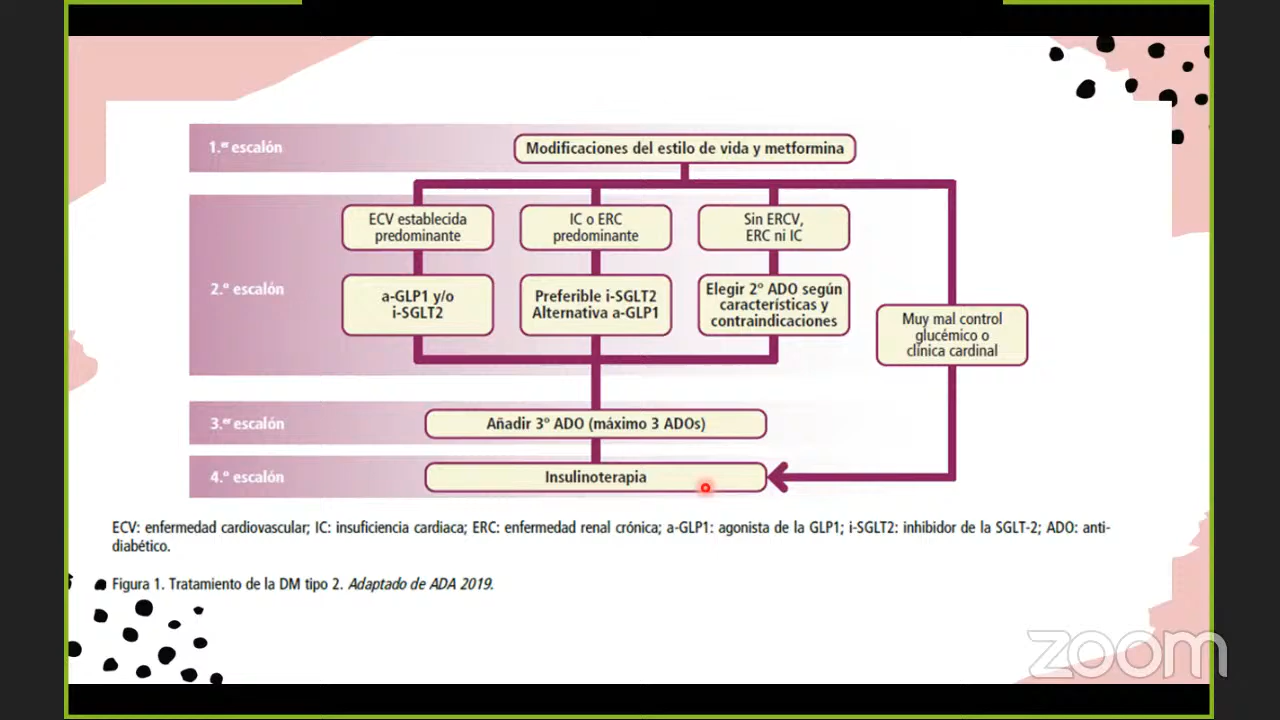 1.er escalón
Modificaciones del estilo de vida y metformina
2.º escalón
ECV establecida
predominante
IC o ERC
predominante
Sin ERCV,
ERC ni IC
a-GLP1 y/o
i-SGLT2
Preferible i-SGLT2
Alternativa a-GLP1
Elegir 2º ADO según
características y
contraindicaciones
Muy mal control
glucémico o
clínica cardinal
3.er escalón
Añadir 3º ADO (máximo 3 ADOs)
4.º escalón
Insulinoterapia
ECV: enfermedad cardiovascular; IC: insuficiencia cardiaca; ERC: enfermedad renal crónica; a-GLP1: agonista de la GLP1; i-SGLT2: inhibidor de la SGLT-2; ADO: anti-
diabético.
Figura 1. Tratamiento de la DM tipo 2. Adaptado de ADA 2019.
zoom